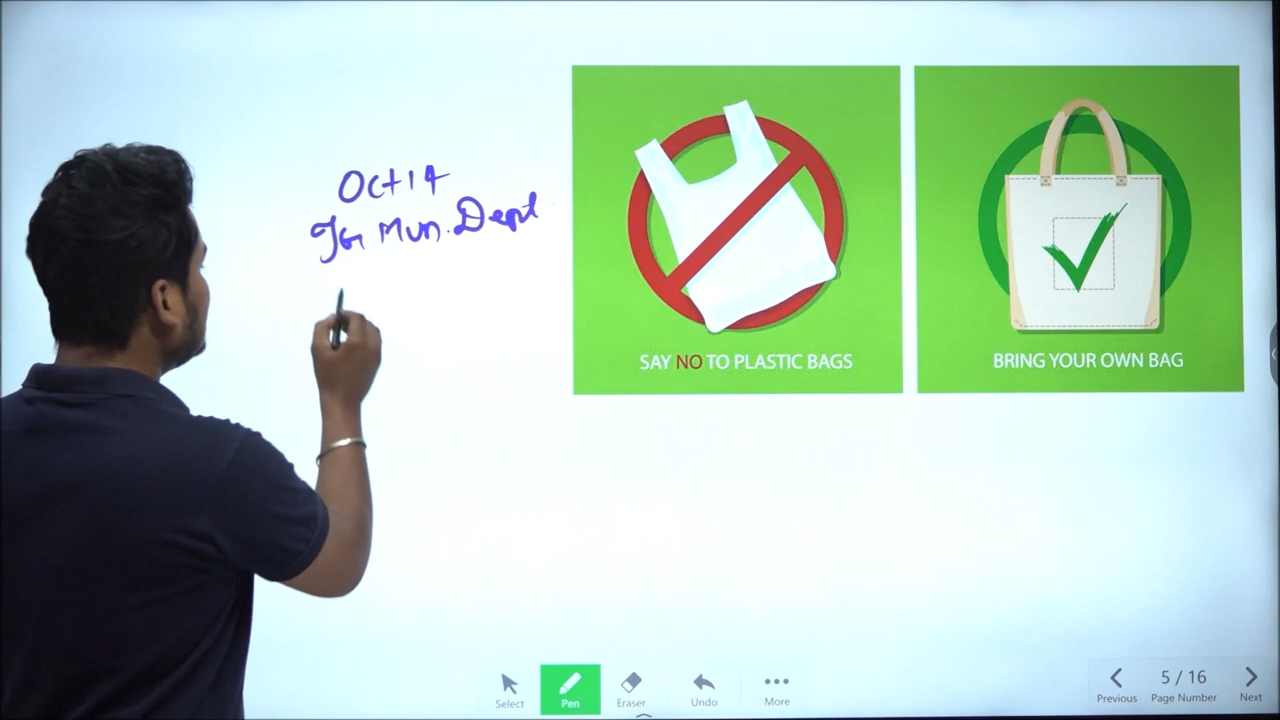 Oct 14
TG Mun. Dept
SAY NO TO PLASTIC BAGS
BRING YOUR OWN BAG
Select
Pen
Eraser
Undo
More
Previous
5 / 16
Page Number
Next